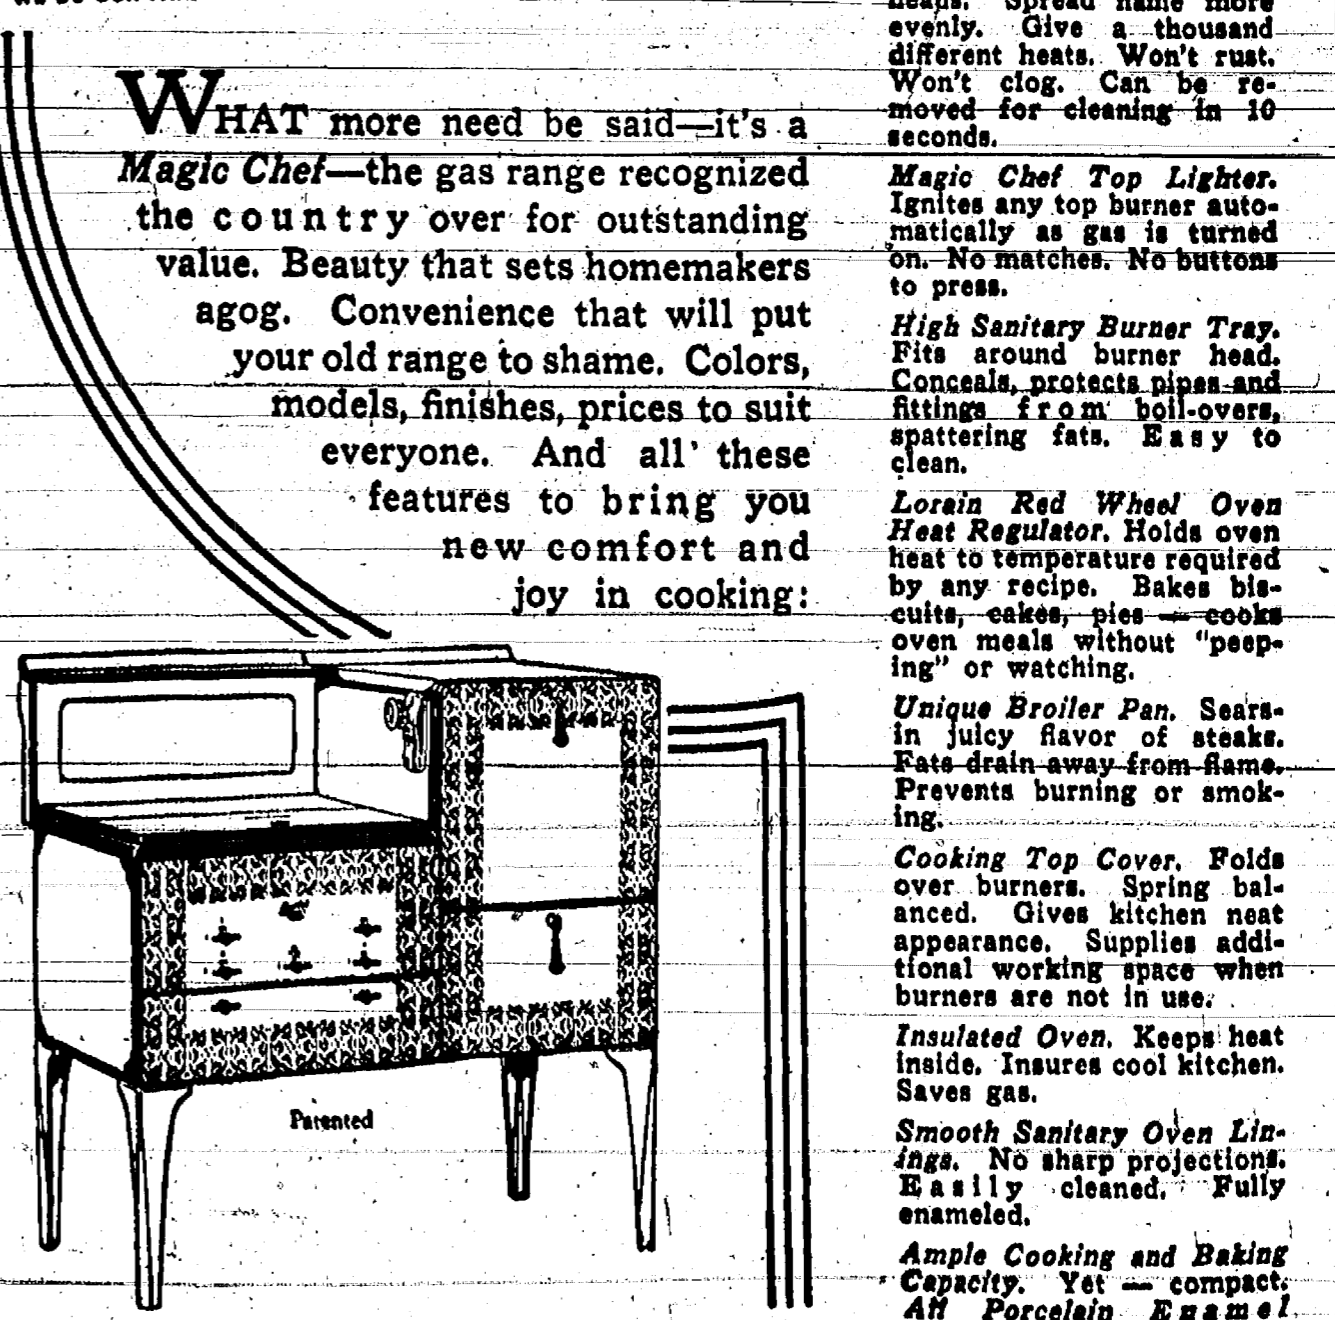 WHAT more need be said—it's a
Magic Chef—the gas range recognized
the country over for outstanding
value. Beauty that sets homemakers
agog. Convenience that will put
your old range to shame. Colors,
models, finishes, prices to suit
everyone. And all these
features to bring you
new comfort and
joy in cooking:
Patented
heads. Spread flame more
evenly. Give a thousand
different heats. Won't rust.
Won't clog. Can be re-
moved for cleaning in 10
seconds.
Magic Chef Top Lighter.
Ignites any top burner auto-
matically as gas is turned
on. No matches. No buttons
to press.
High Sanitary Burner Tray.
Fits around burner head.
Conceals, protects pipes and
fittings from boil-overs,
spattering fats. Easy to
clean.
Lorain Red Wheel Oven
Heat Regulator. Holds oven
heat to temperature required
by any recipe. Bakes bis-
cuits, cakes, pies — cooks
oven meals without "peep-
ing" or watching.
Unique Broiler Pan. Sears-
in juicy flavor of steaks.
Fats drain away from flame.
Prevents burning or smok-
ing.
Cooking Top Cover. Folds
over burners. Spring bal-
anced. Gives kitchen neat
appearance. Supplies addi-
tional working space when
burners are not in use.
Insulated Oven. Keeps heat
inside. Insures cool kitchen.
Saves gas.
Smooth Sanitary Oven Lin-
ings. No sharp projections.
Easily cleaned. Fully
enameled.
Ample Cooking and Baking
Capacity. Yet — compact.
All Porcelain Enamel